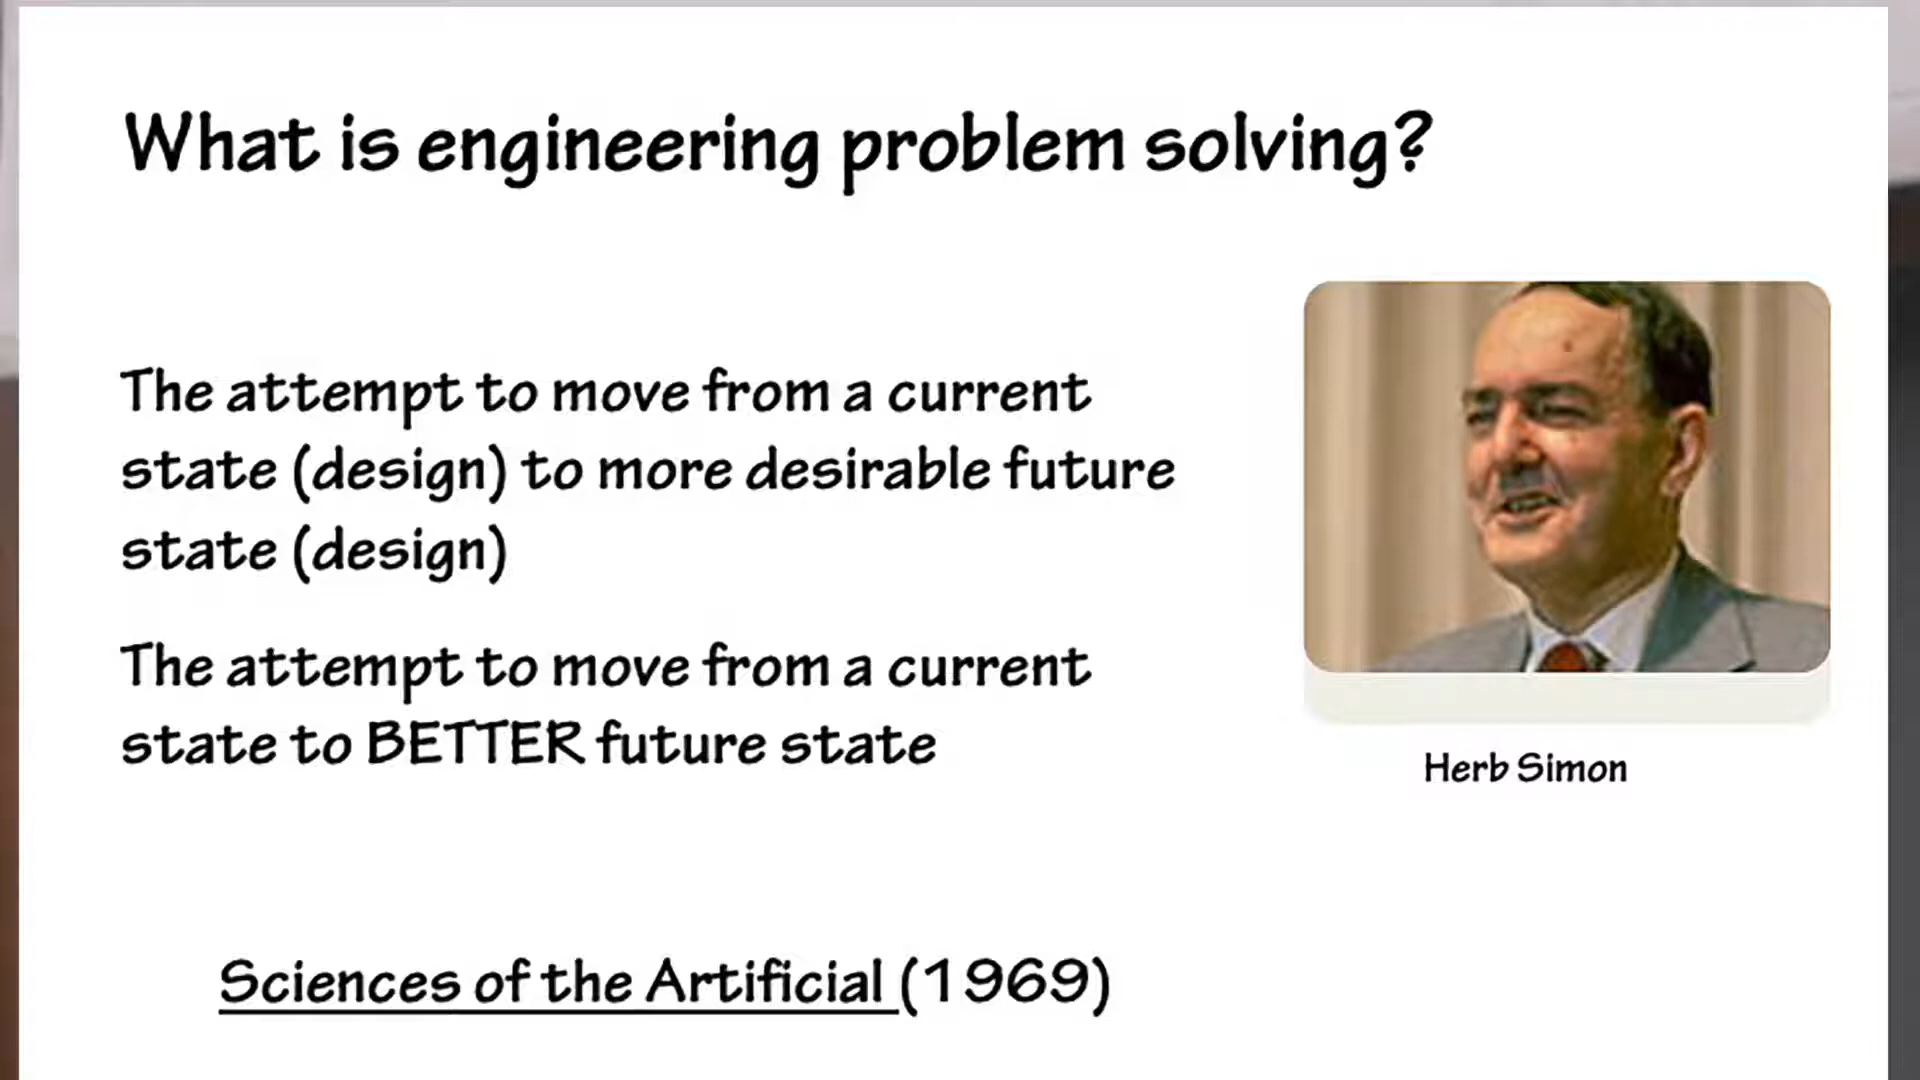 What is engineering problem solving?
The attempt to move from a current
state (design) to more desirable future
state (design)
The attempt to move from a current
state to BETTER future state
Herb Simon
Sciences of the Artificial (1969)